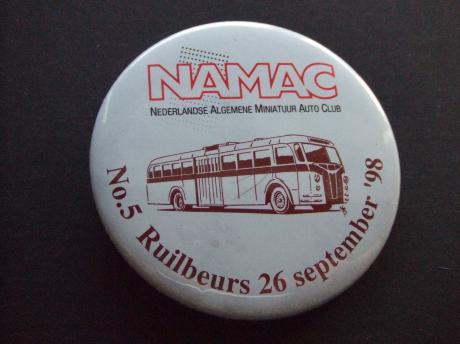 NAMAC
NEDERLANDSE ALGEMENE MINIATUUR AUTO CLUB
No.5 Ruilbeurs 26 september '98